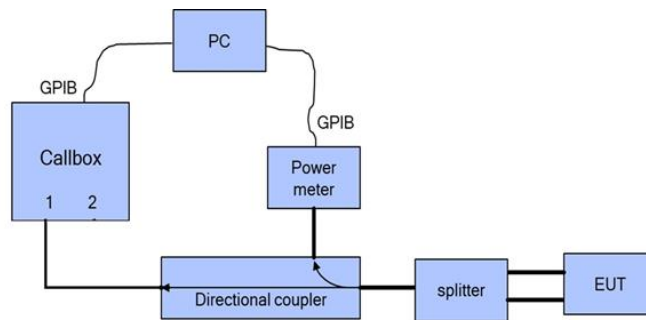 PC
GPIB
GPIB
Callbox
1 2
Power
meter
Directional coupler
splitter
EUT